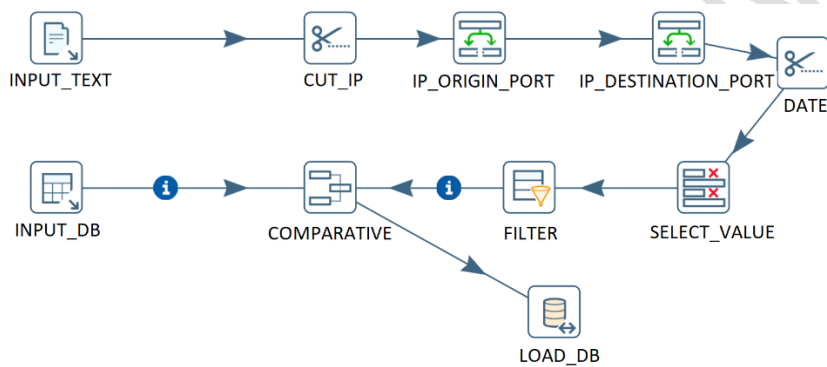 INPUT_TEXT
CUT_IP
IP_ORIGIN_PORT
IP_DESTINATION_PORT
DATE
INPUT_DB
COMPARATIVE
FILTER
SELECT_VALUE
LOAD_DB